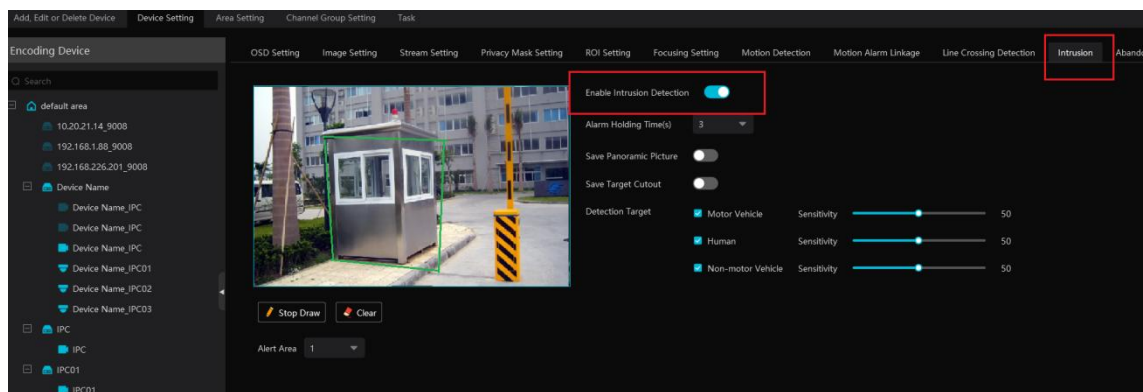 Add, Edit or Delete Device Device Setting Area Setting Channel Group Setting Task
Encoding Device
Search
default area
10.20.21.14_9008
192.168.1.88_9008
192.168.226.201_9008
Device Name
Device Name_IPC
Device Name_IPC
Device Name_IPC
Device Name_IPC01
Device Name_IPC02
Device Name_IPC03
IPC
IPC
IPC01
IPC01
OSD Setting Image Setting Stream Setting Privacy Mask Setting ROI Setting Focusing Setting Motion Detection Motion Alarm Linkage Line Crossing Detection Intrusion Aband
Stop Draw Clear
Alert Area 1
Enable Intrusion Detection
Alarm Holding Time(s) 3
Save Panoramic Picture
Save Target Cutout
Detection Target Motor Vehicle Sensitivity 50
Human Sensitivity 50
Non-motor Vehicle Sensitivity 50